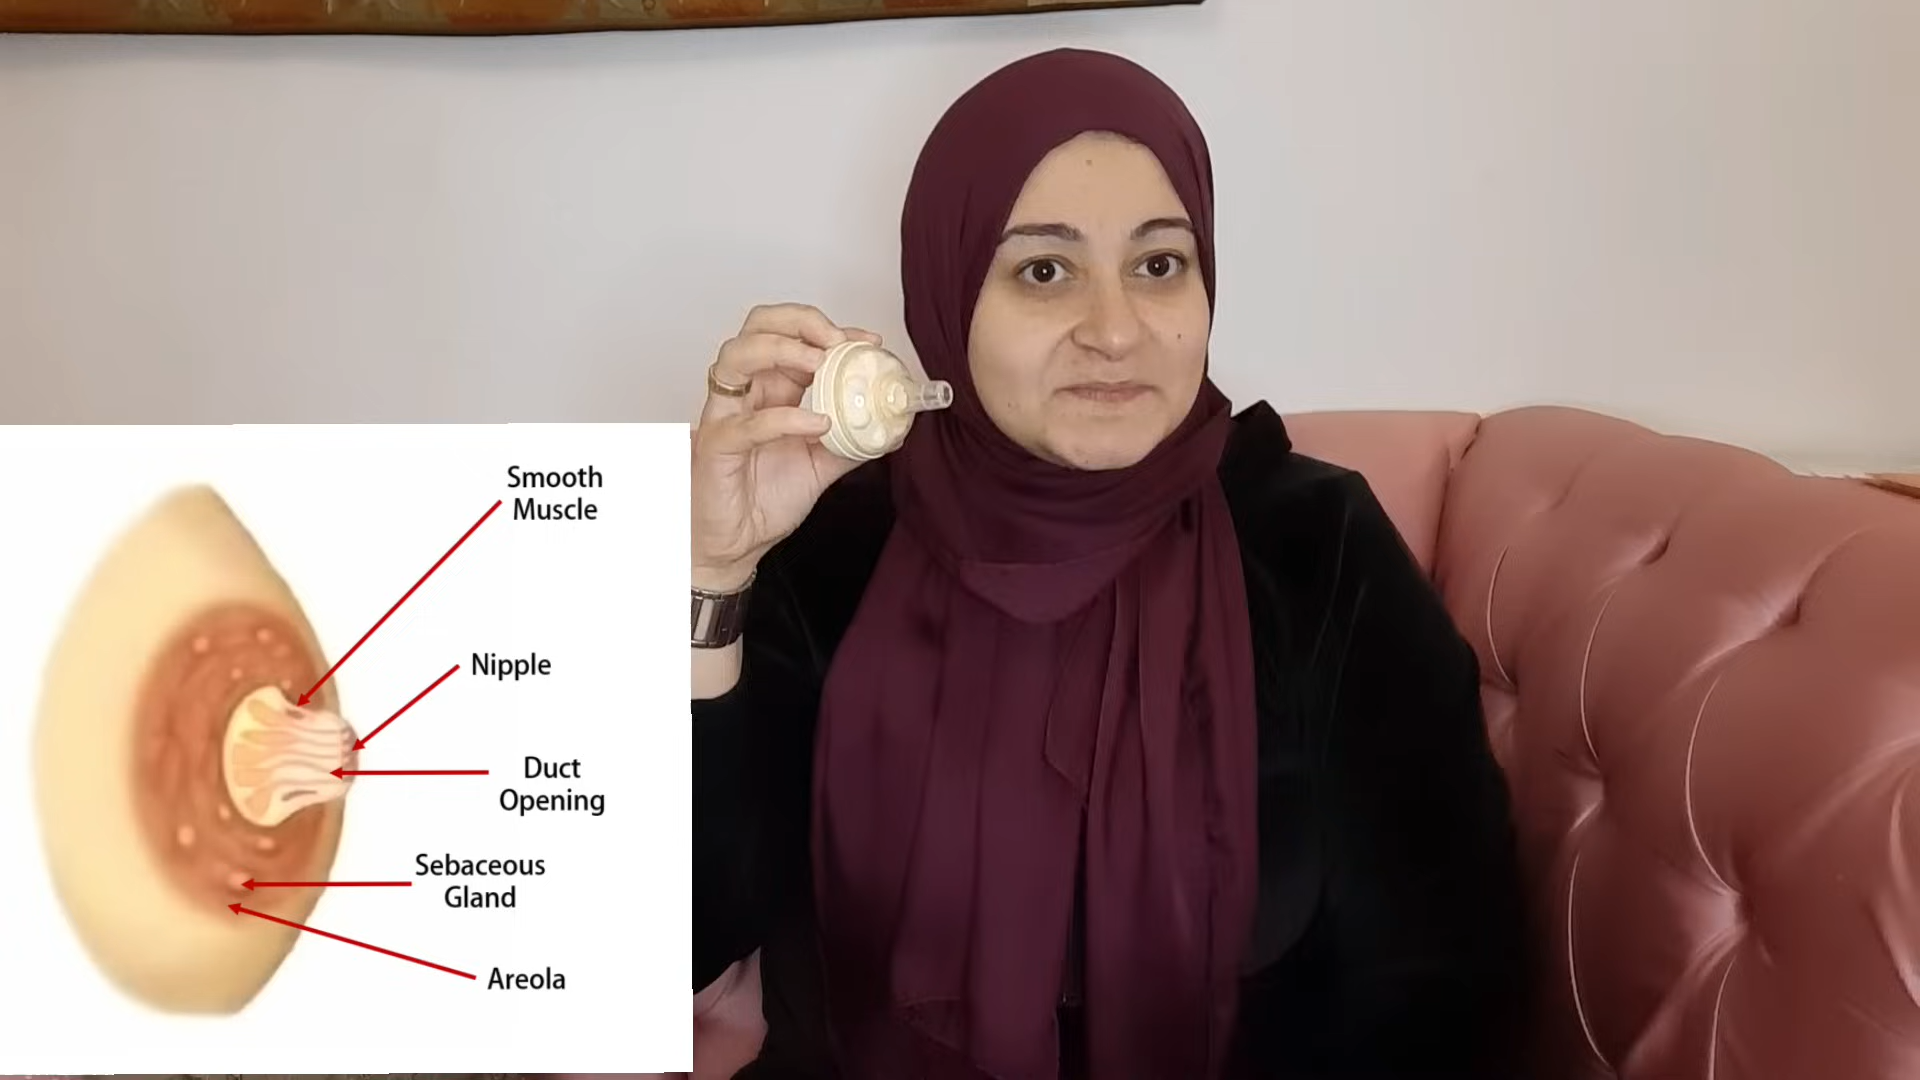 Smooth
Muscle
Nipple
Duct
Opening
Sebaceous
Gland
Areola